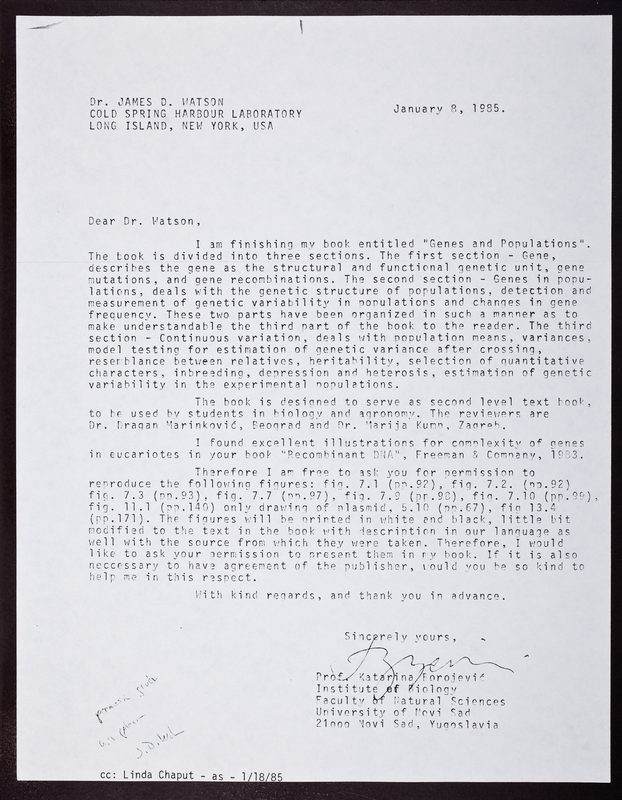 Dr. JAMES D. WATSON
COLD SPRING HARBOUR LABORATORY
LONG ISLAND, NEW YORK, USA
January 8, 1985.
Dear Dr. Watson,
I am finishing my book entitled "Genes and Populations".
The book is divided into three sections. The first section - Gene,
describes the gene as the structural and functional genetic unit, gene
mutations, and gene recombinations. The second section - Genes in popu-
lations, deals with the genetic structure of populations, detection and
measurement of genetic variability in populations and changes in gene
frequency. These two parts have been organized in such a manner as to
make understandable the third part of the book to the reader. The third
section - Continuous variation, deals with population means, variances,
model testing for estimation of genetic variance after crossing,
resemblance between relatives, heritability, selection of quantitative
characters, inbreeding, depression and heterosis, estimation of genetic
variability in the experimental populations.
The book is designed to serve as second level text book,
to be used by students in biology and agronomy. The reviewers are
Dr. Dragan Marinković, Beograd and Dr. Marija Kump, Zagreb.
I found excellent illustrations for complexity of genes
in eucariotes in your book "Recombinant DNA", Freeman & Company, 1983.
Therefore I am free to ask you for permission to
reproduce the following figures: fig. 7.1 (pp.92), fig. 7.2. (pp.92)
fig. 7.3 (pp.93), fig. 7.7 (pp.97), fig. 7.9 (pp.98), fig. 7.10 (pp.99),
fig. 11.1 (pp.140) only drawing of plasmid, 5.10 (pp.67), fig 13.4
(pp.171). The figures will be printed in white and black, little bit
modified to the text in the book with description in our language as
well with the source from which they were taken. Therefore, I would
like to ask your permission to present them in my book. If it is also
neccessary to have agreement of the publisher, would you be so kind to
help me in this respect.
With kind regards, and thank you in advance.
Sincerely yours,
Prof. Katarina Borojević
Institute of Biology
Faculty of Natural Sciences
University of Novi Sad
21000 Novi Sad, Yugoslavia
cc: Linda Chaput - as - 1/18/85